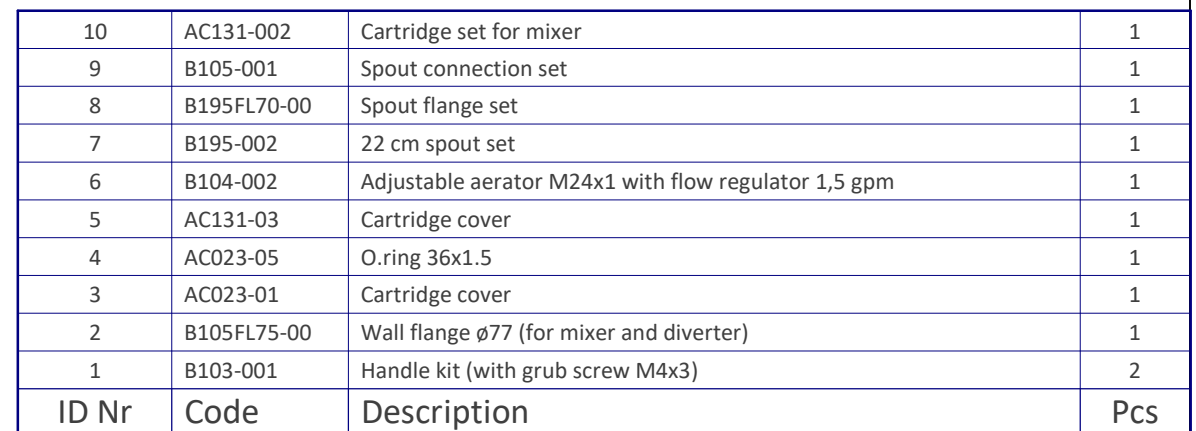 10 AC131-002 Cartridge set for mixer 1
9 B105-001 Spout connection set 1
8 B195FL70-00 Spout flange set 1
7 B195-002 22 cm spout set 1
6 B104-002 Adjustable aerator M24x1 with flow regulator 1,5 gpm 1
5 AC131-03 Cartridge cover 1
4 AC023-05 O.ring 36x1.5 1
3 AC023-01 Cartridge cover 1
2 B105FL75-00 Wall flange ø77 (for mixer and diverter) 1
1 B103-001 Handle kit (with grub screw M4x3) 2
ID Nr Code Description Pcs